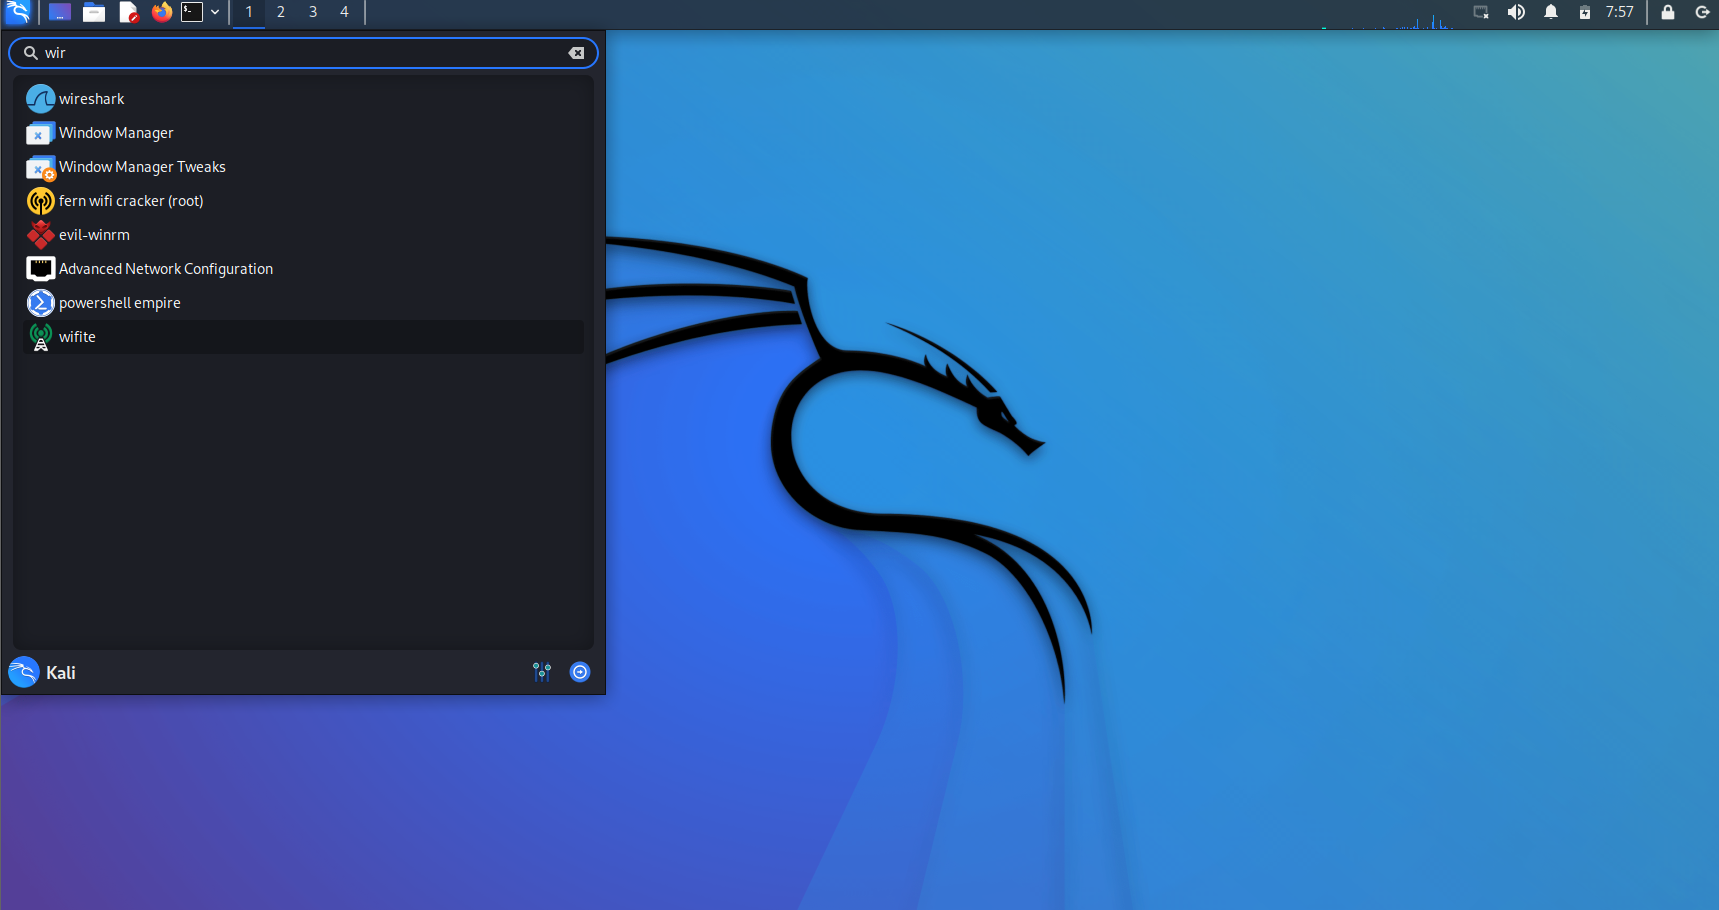 1 2 3 4 7:57
wir
wireshark
Window Manager
Window Manager Tweaks
fern wifi cracker (root)
evil-winrm
Advanced Network Configuration
powershell empire
wifite
Kali